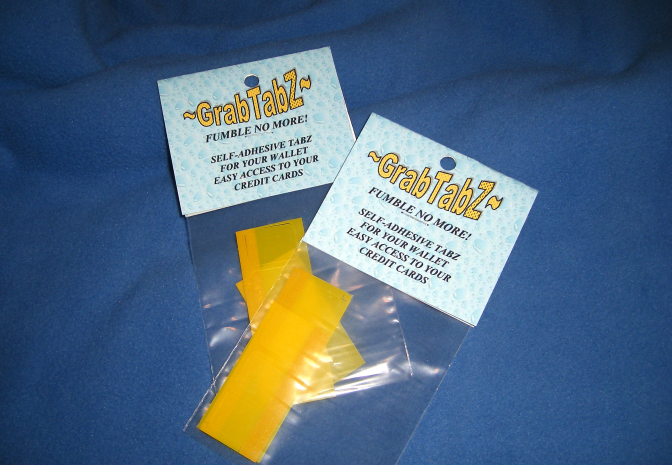 ~GrabTabZ~
FUMBLE NO MORE!
SELF-ADHESIVE TABZ
FOR YOUR WALLET
EASY ACCESS TO YOUR
CREDIT CARDS
~GrabTabZ~
FUMBLE NO MORE!
SELF-ADHESIVE TABZ
FOR YOUR WALLET
EASY ACCESS TO YOUR
CREDIT CARDS